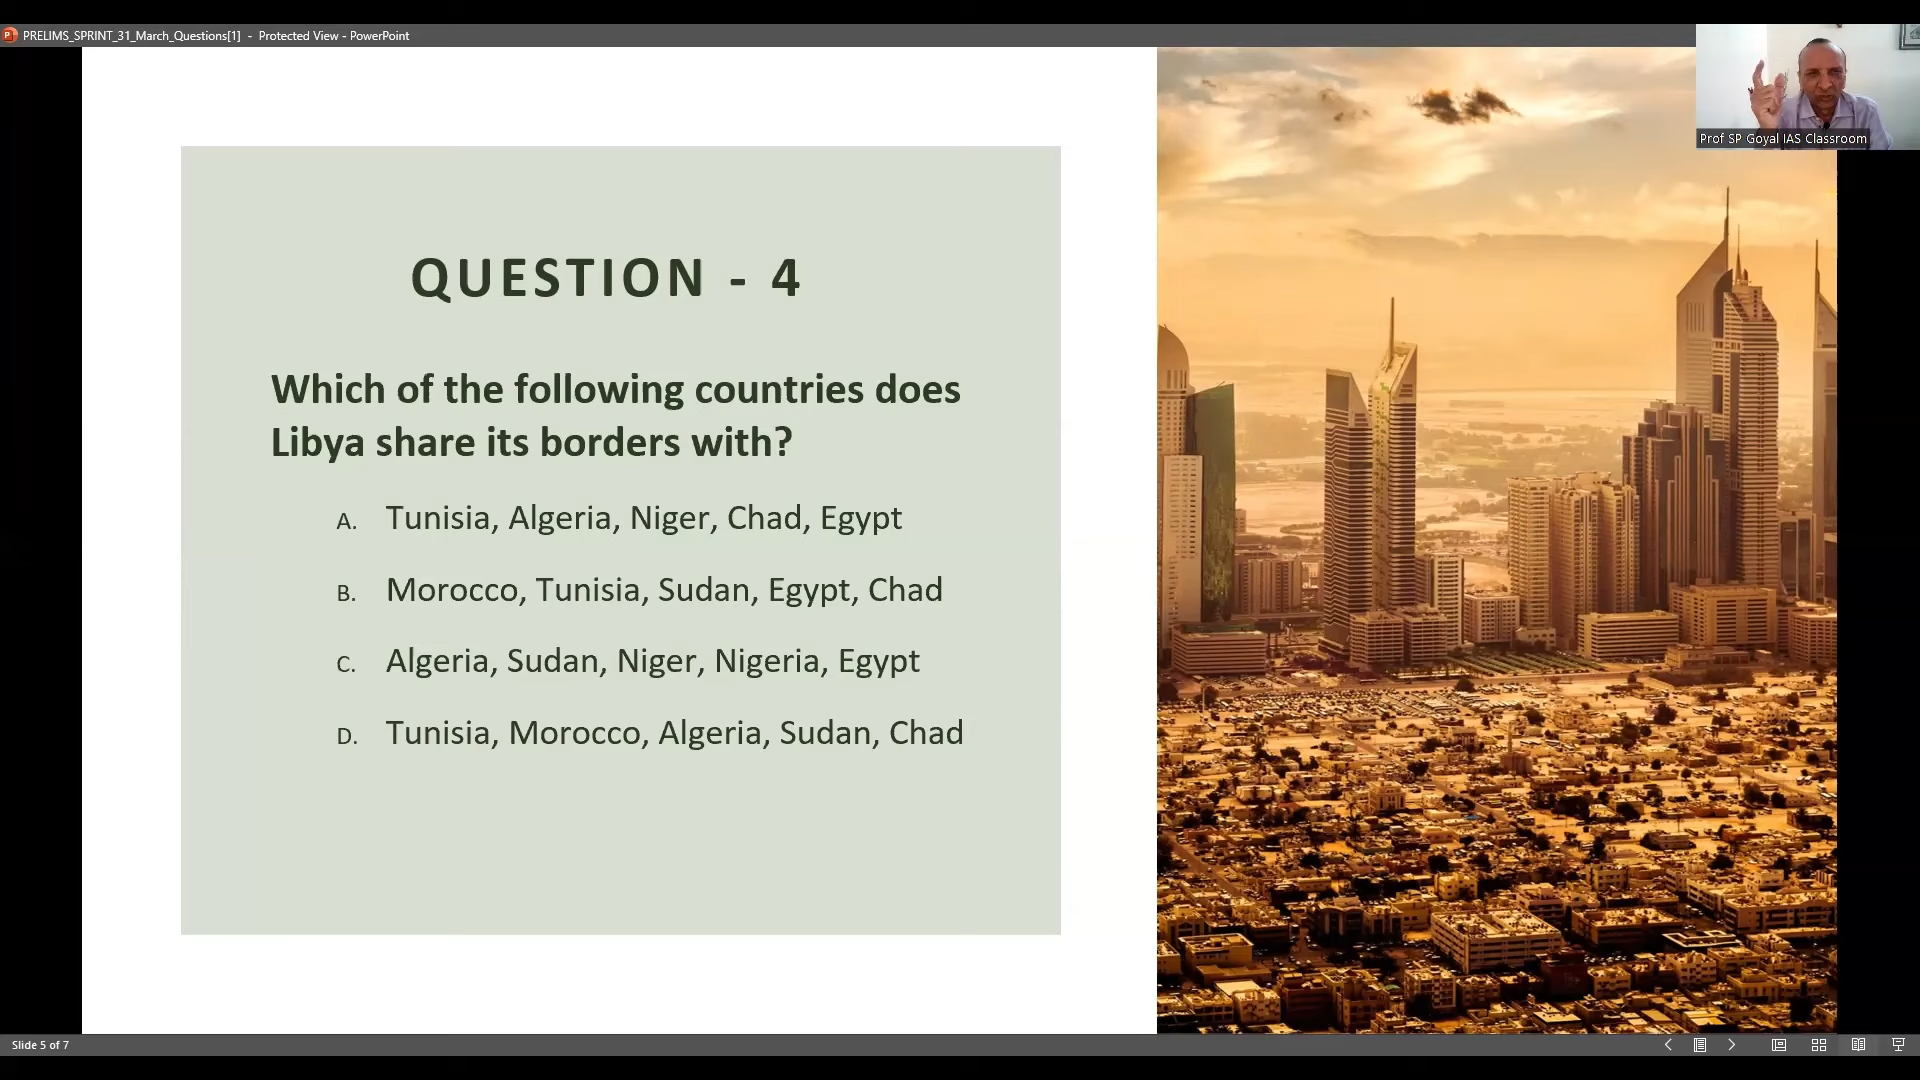 PRELIMS_SPRINT_31_March_Questions[1] - Protected View - PowerPoint
Prof SP Goyal IAS Classroom
QUESTION - 4
Which of the following countries does
Libya share its borders with?
A. Tunisia, Algeria, Niger, Chad, Egypt
B. Morocco, Tunisia, Sudan, Egypt, Chad
C. Algeria, Sudan, Niger, Nigeria, Egypt
D. Tunisia, Morocco, Algeria, Sudan, Chad
Slide 5 of 7